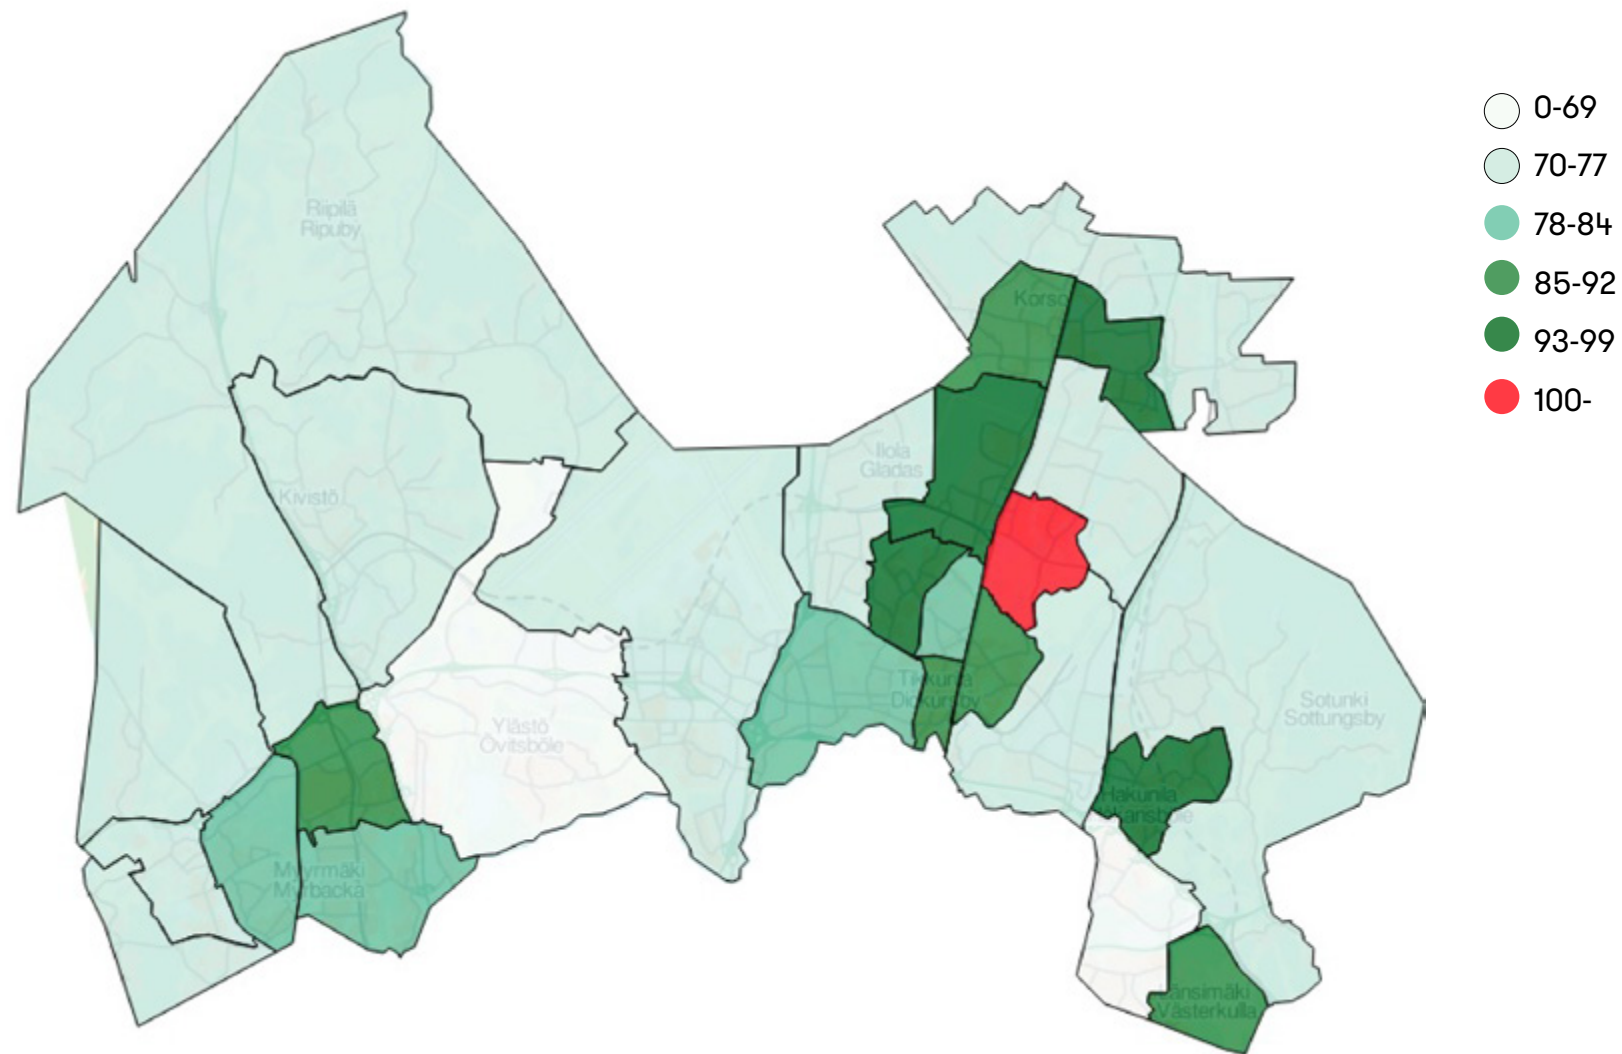 Riipilä
Ripuby
Kivistö
Ylästö
Övitsböle
Myyrmäki
Myrbacka
Korso
Ilola
Gladas
Tikkurila
Dickursby
Hakunila
Håkansböle
Sotunki
Sottungsby
Länsimäki
Västerkulla
0-69
70-77
78-84
85-92
93-99
100-